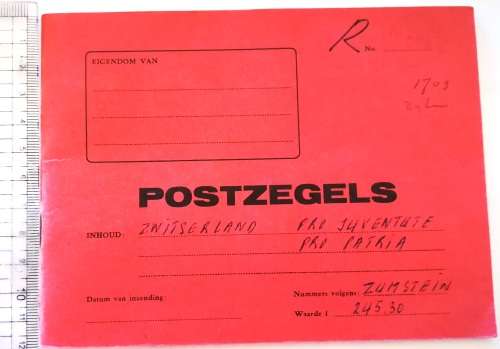 R No.
EIGENDOM VAN
1709
POSTZEGELS
INHOUD: ZWITSERLAND PRO JUVENTUTE
PRO PATRIA
Datum van inzending: Nummers volgens: ZUMSTEIN
Waarde f 245.30